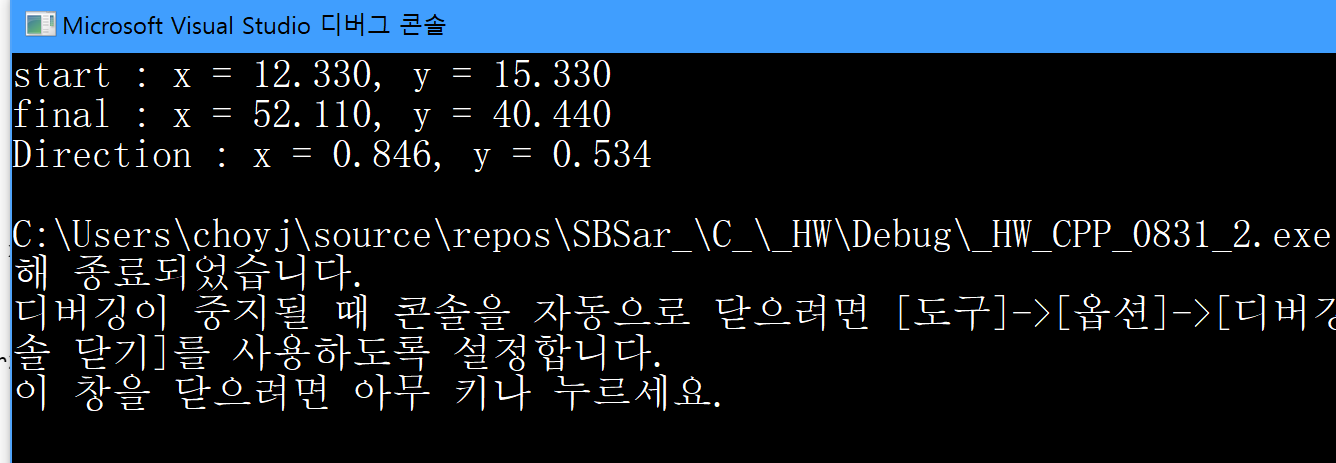 Microsoft Visual Studio 디버그 콘솔
start : x = 12.330, y = 15.330
final : x = 52.110, y = 40.440
Direction : x = 0.846, y = 0.534
C:\Users\choyj\source\repos\SBSar_\C_\_HW\Debug\_HW_CPP_0831_2.exe
해 종료되었습니다.
디버깅이 중지될 때 콘솔을 자동으로 닫으려면 [도구]->[옵션]->[디버깅
솔 닫기]를 사용하도록 설정합니다.
이 창을 닫으려면 아무 키나 누르세요.